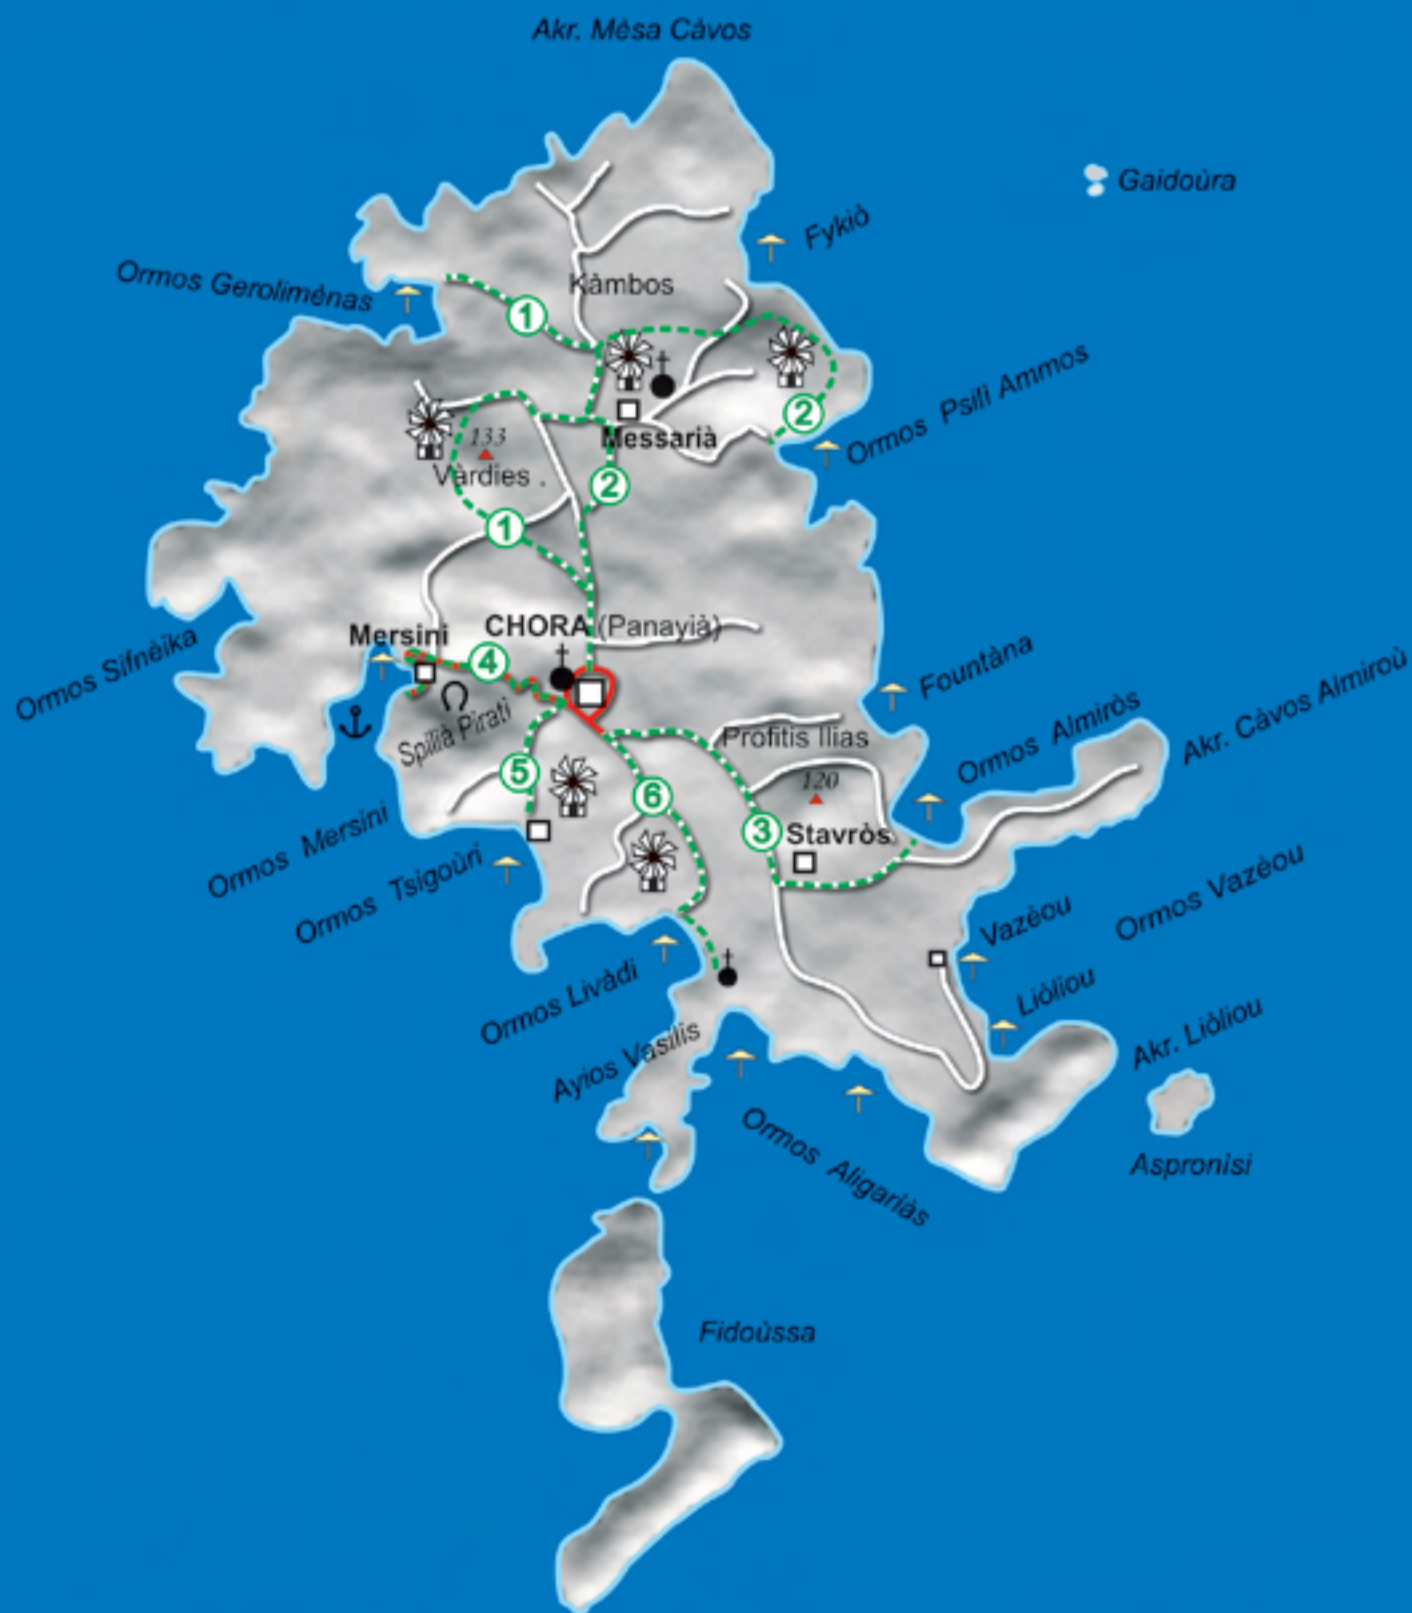 Akr. Mèsa Càvos
Gaidoùra
Fykiò
Ormos Gerolimènas
Kàmbos
1
Ormos Psili Ammos
2
Messarià
133
Vàrdies .
2
1
CHORA (Panayià)
Mersini
4
Ormos Sifnèika
Fountàna
Akr. Càvos Almiroù
Ormos Almiròs
Spilià Pirati
Profitis Ilias
5
6
120
3
Stavròs
Ormos Mersini
Ormos Tsigoùri
Ormos Vazèou
Vazèou
Ormos Livàdi
Liòliou
Akr. Liòliou
Ayios Vasilis
Ormos Aligariàs
Aspronisi
Fidoùssa